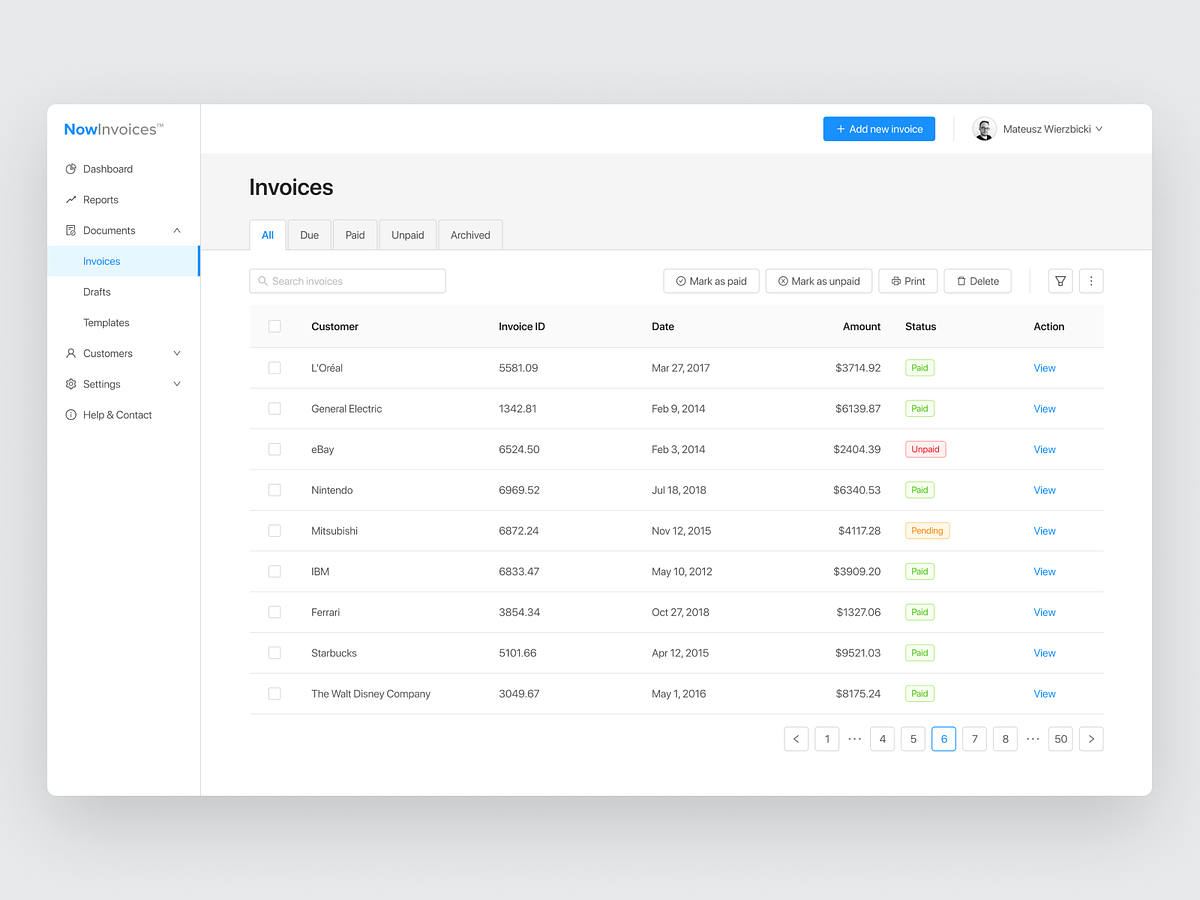 NowInvoices™
+ Add new invoice
Mateusz Wierzbicki
Dashboard
Reports
Documents
Invoices
Drafts
Templates
Customers
Settings
Help & Contact
Invoices
All Due Paid Unpaid Archived
Search invoices Mark as paid Mark as unpaid Print Delete
Customer Invoice ID Date Amount Status Action
L'Oréal 5581.09 Mar 27, 2017 $3714.92 Paid View
General Electric 1342.81 Feb 9, 2014 $6139.87 Paid View
eBay 6524.50 Feb 3, 2014 $2404.39 Unpaid View
Nintendo 6969.52 Jul 18, 2018 $6340.53 Paid View
Mitsubishi 6872.24 Nov 12, 2015 $4117.28 Pending View
IBM 6833.47 May 10, 2012 $3909.20 Paid View
Ferrari 3854.34 Oct 27, 2018 $1327.06 Paid View
Starbucks 5101.66 Apr 12, 2015 $9521.03 Paid View
The Walt Disney Company 3049.67 May 1, 2016 $8175.24 Paid View
< 1 ··· 4 5 6 7 8 ··· 50 >